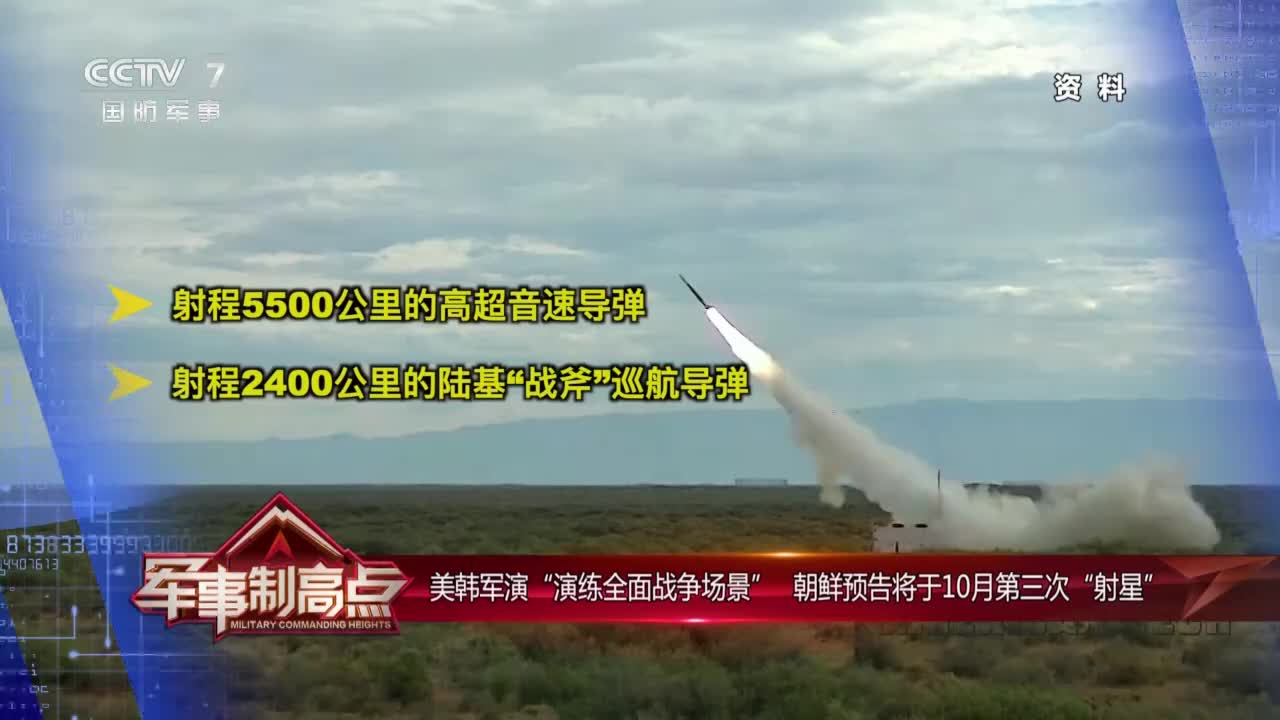 CCTV 7
国防军事
资料
射程5500公里的高超音速导弹
射程2400公里的陆基“战斧”巡航导弹
8738333999330
4407613
军事制高点
MILITARY COMMANDING HEIGHTS
美韩军演“演练全面战争场景” 朝鲜预告将于10月第三次“射星”